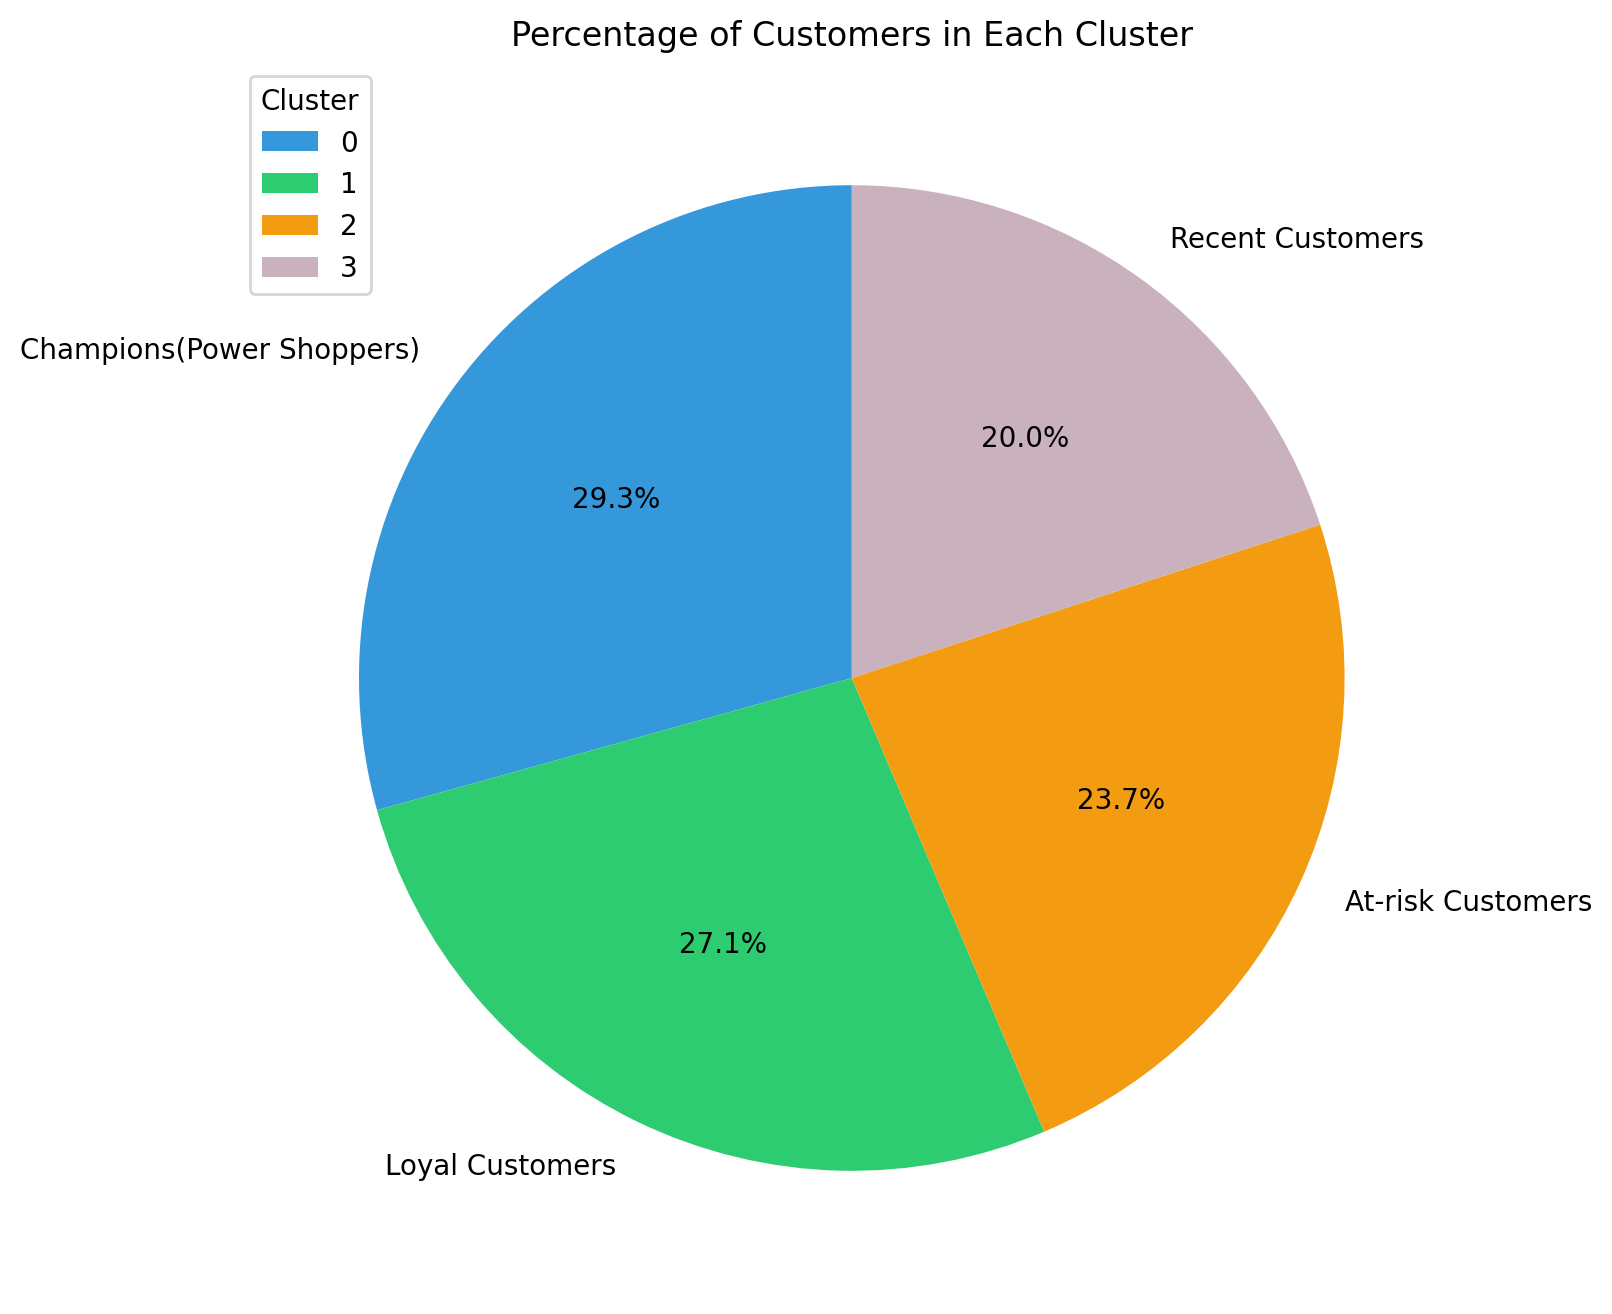 Percentage of Customers in Each Cluster
Cluster
0
1
2
3
Recent Customers
Champions(Power Shoppers)
20.0%
29.3%
23.7%
At-risk Customers
27.1%
Loyal Customers